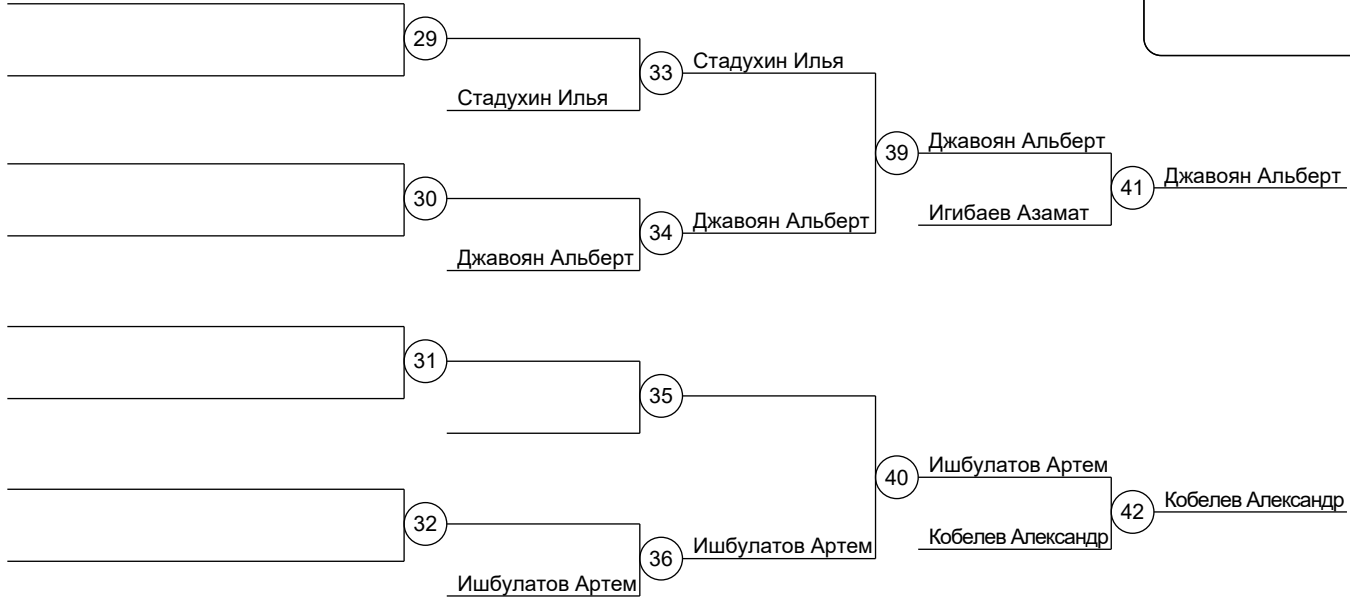 29
33
Стадухин Илья
Стадухин Илья
39
Джавоян Альберт
41
Джавоян Альберт
30
Игибаев Азамат
34
Джавоян Альберт
Джавоян Альберт
31
35
40
Ишбулатов Артем
42
Кобелев Александр
32
Кобелев Александр
36
Ишбулатов Артем
Ишбулатов Артем